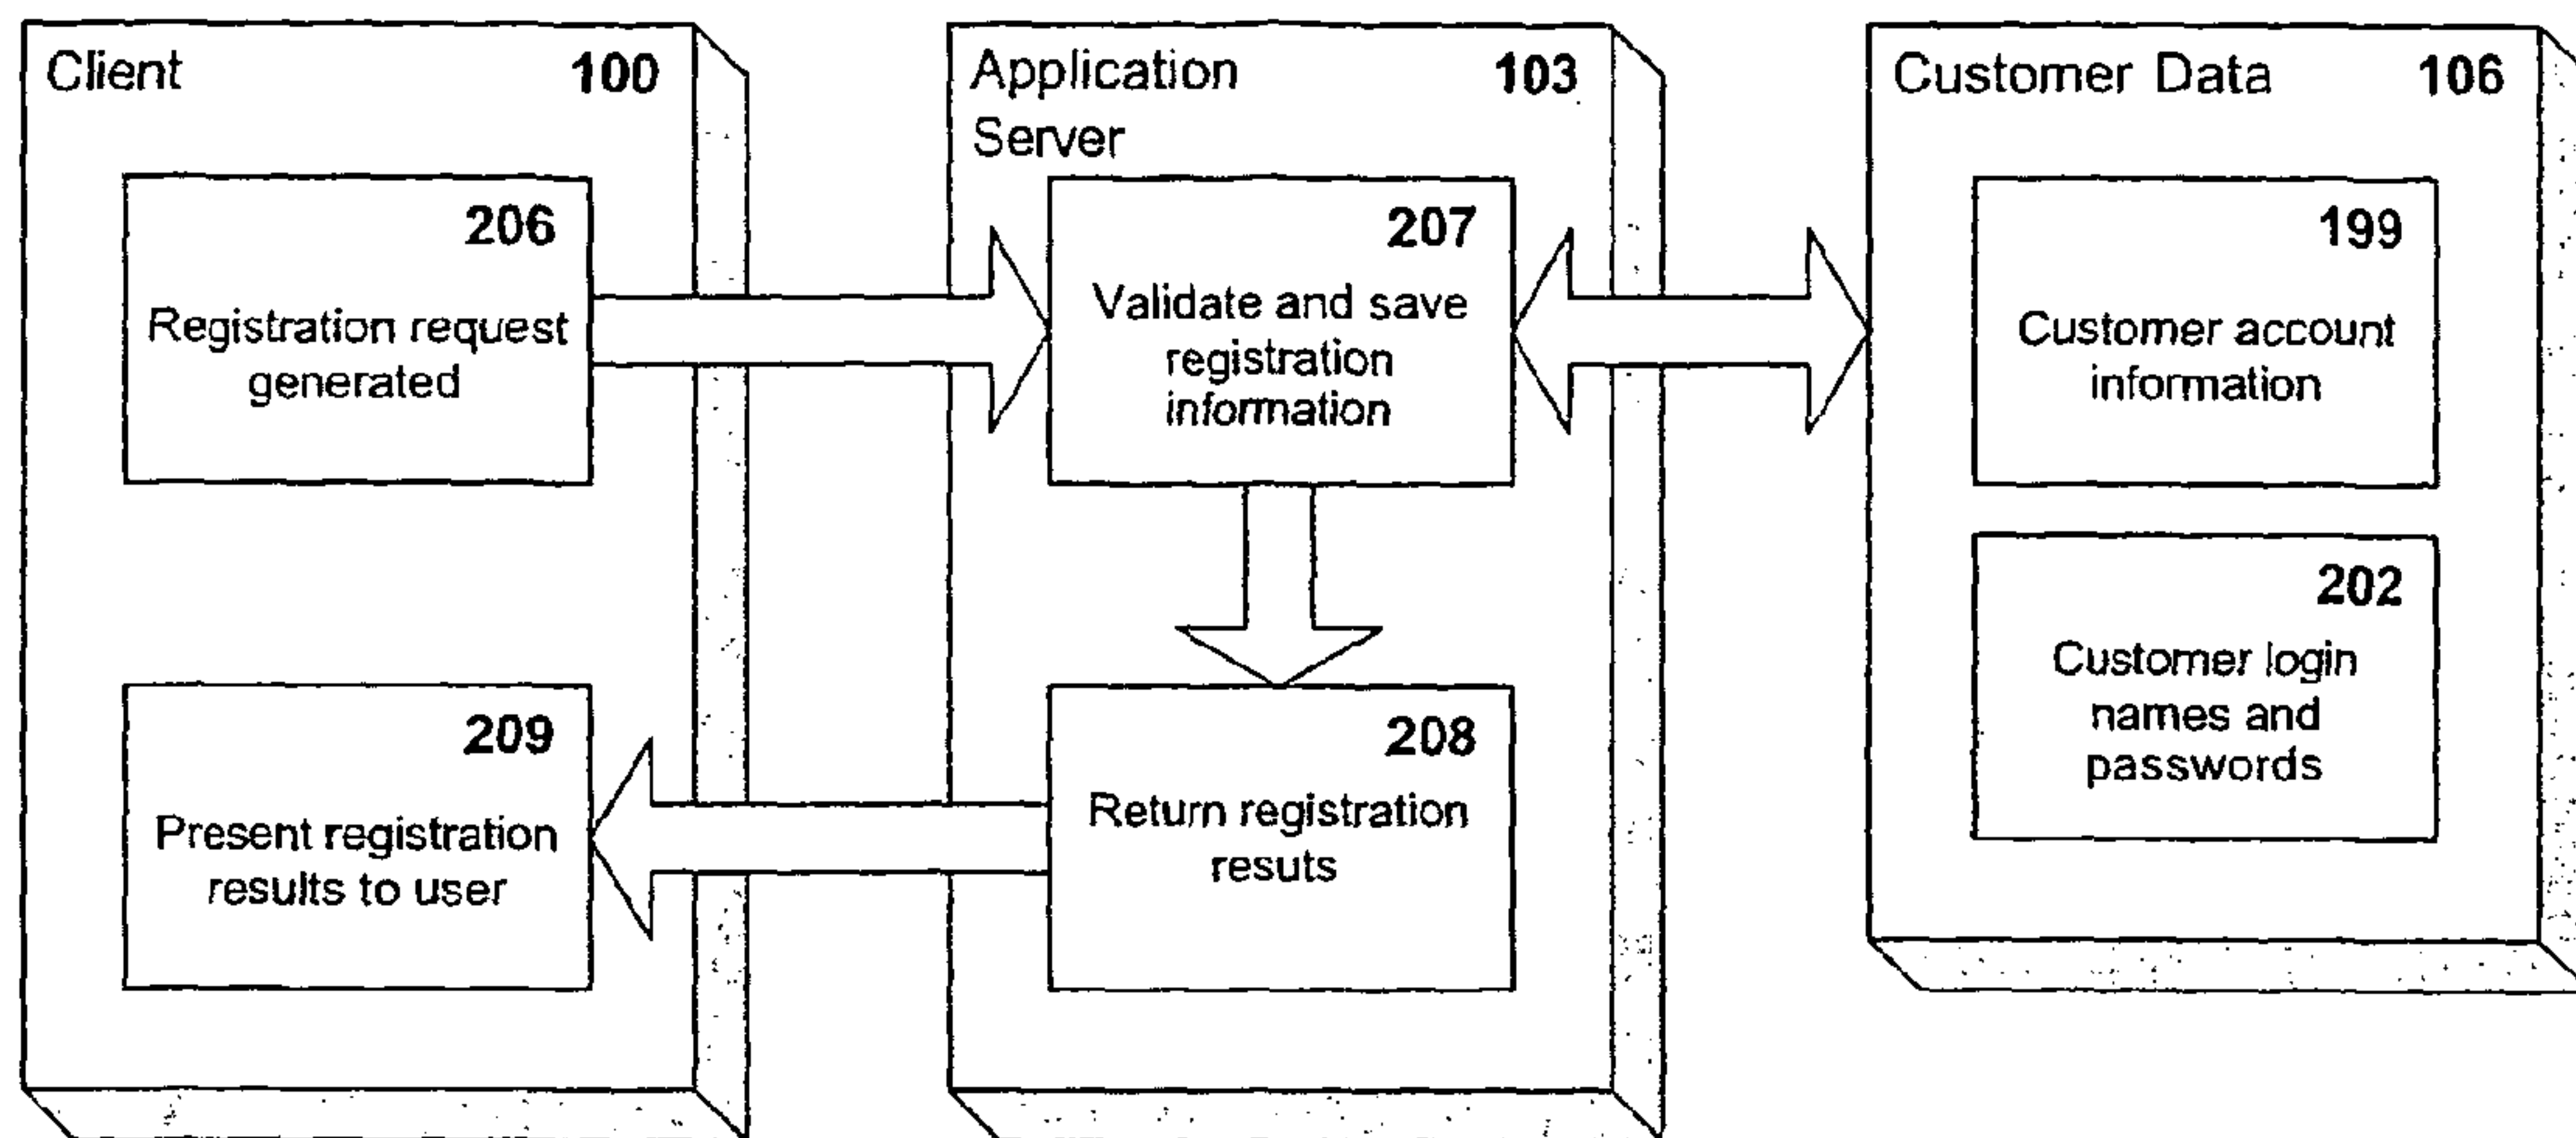 Client 100
206
Registration request
generated
209
Present registration
results to user
Application 103
Server
207
Validate and save
registration
information
208
Return registration
resuts
Customer Data 106
199
Customer account
information
202
Customer login
names and
passwords